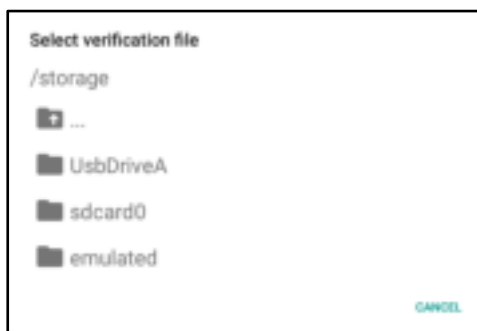 Select verification file
/storage
...
UsbDriveA
sdcard0
emulated
CANCEL